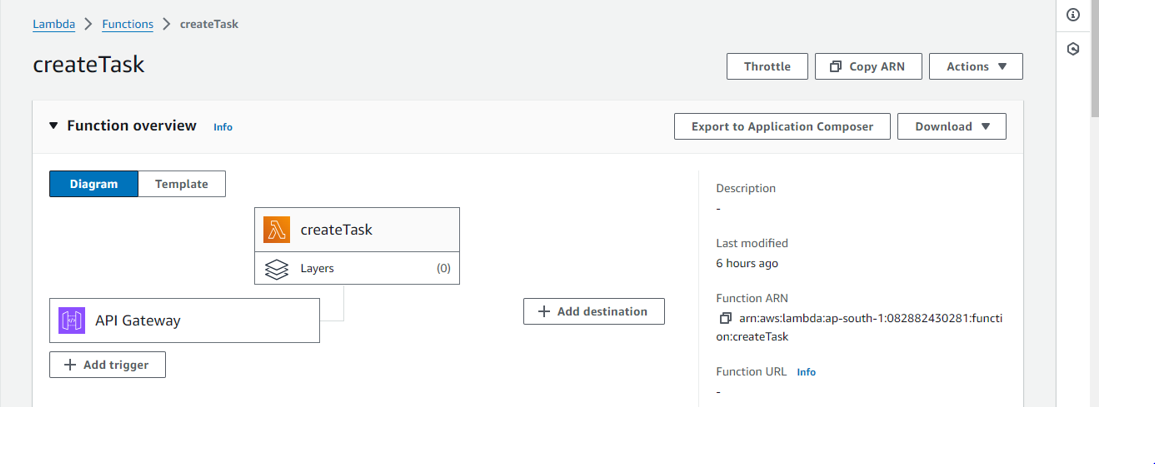 Lambda > Functions > createTask
createTask
Throttle
Copy ARN
Actions
Function overview Info
Export to Application Composer
Download
Diagram
Template
createTask
Layers (0)
API Gateway
+ Add trigger
+ Add destination
Description
-
Last modified
6 hours ago
Function ARN
arn:aws:lambda:ap-south-1:082882430281:functi
on:createTask
Function URL Info
-